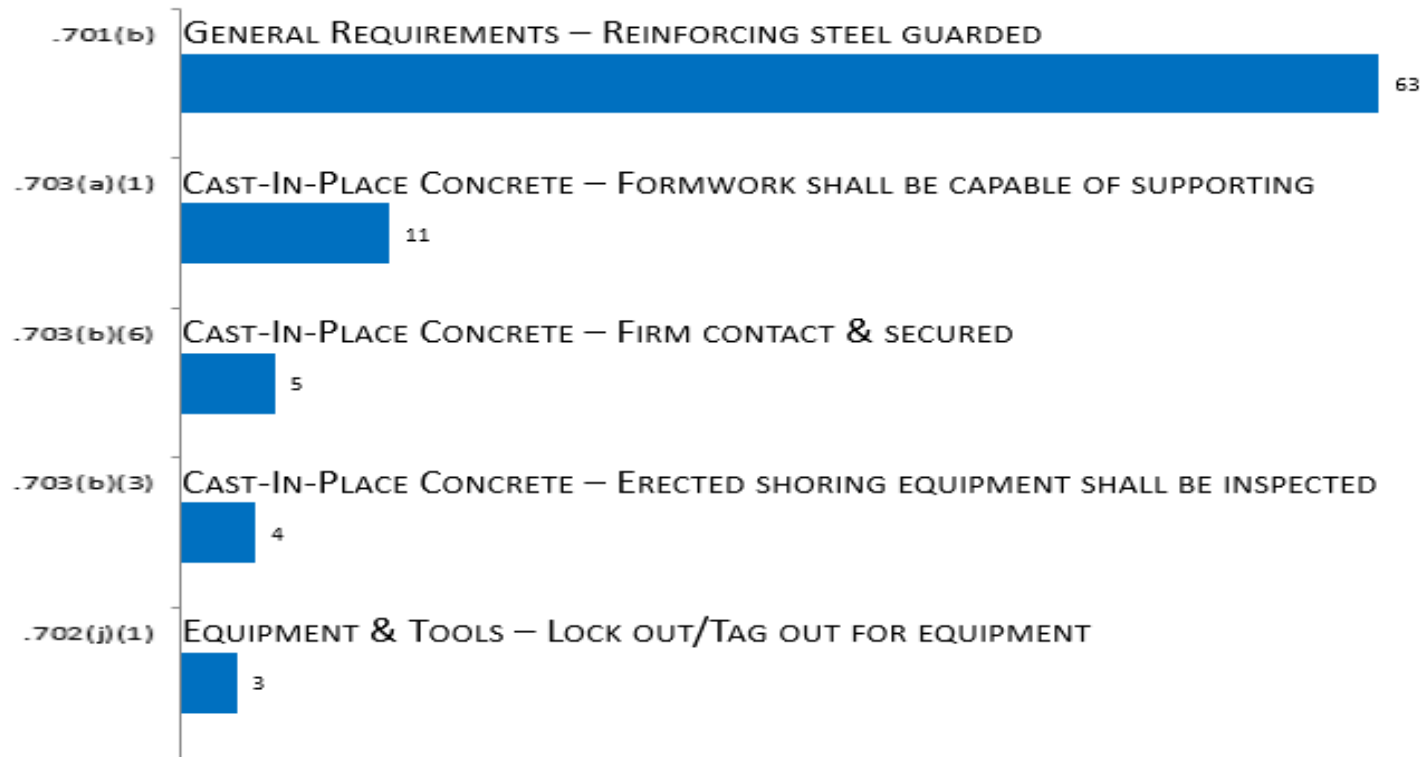 .701(b) General Requirements – Reinforcing steel guarded
63
.703(a)(1) Cast-In-Place Concrete – Formwork shall be capable of supporting
11
.703(b)(6) Cast-In-Place Concrete – Firm contact & secured
5
.703(b)(3) Cast-In-Place Concrete – Erected shoring equipment shall be inspected
4
.702(j)(1) Equipment & Tools – Lock out/Tag out for equipment
3